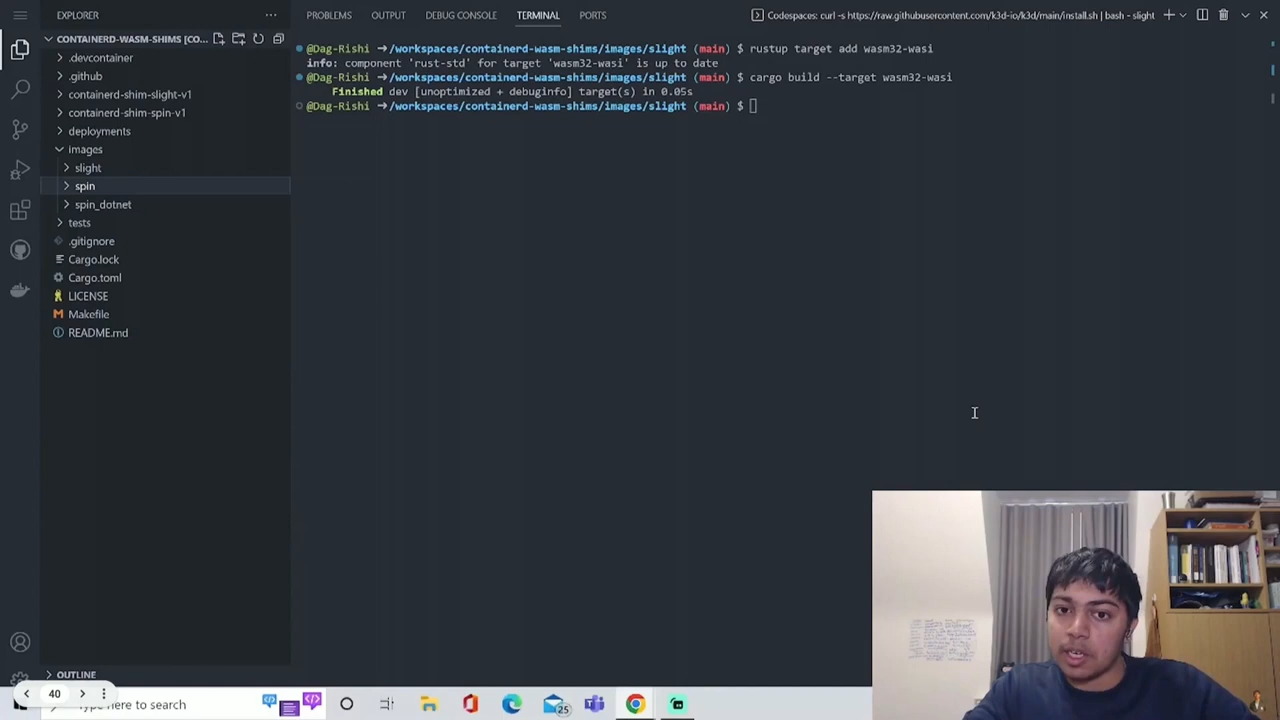 EXPLORER
CONTAINERD-WASM-SHIMS [CO...
.devcontainer
.github
containerd-shim-slight-v1
containerd-shim-spin-v1
deployments
images
slight
spin
spin_dotnet
tests
.gitignore
Cargo.lock
Cargo.toml
LICENSE
Makefile
README.md
OUTLINE
PROBLEMS OUTPUT DEBUG CONSOLE TERMINAL PORTS
Codespaces: curl -s https://raw.githubusercontent.com/k3d-io/k3d/main/install.sh | bash - slight
@Dag-Rishi ➜ /workspaces/containerd-wasm-shims/images/slight (main) $ rustup target add wasm32-wasi
info: component 'rust-std' for target 'wasm32-wasi' is up to date
@Dag-Rishi ➜ /workspaces/containerd-wasm-shims/images/slight (main) $ cargo build --target wasm32-wasi
Finished dev [unoptimized + debuginfo] target(s) in 0.05s
@Dag-Rishi ➜ /workspaces/containerd-wasm-shims/images/slight (main) $
40
Type here to search
25